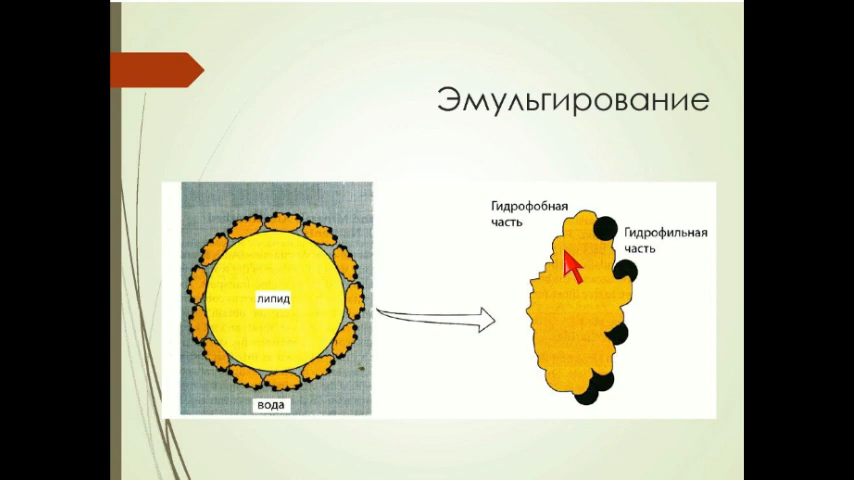 Эмульгирование
Гидрофобная
часть
Гидрофильная
часть
липид
вода